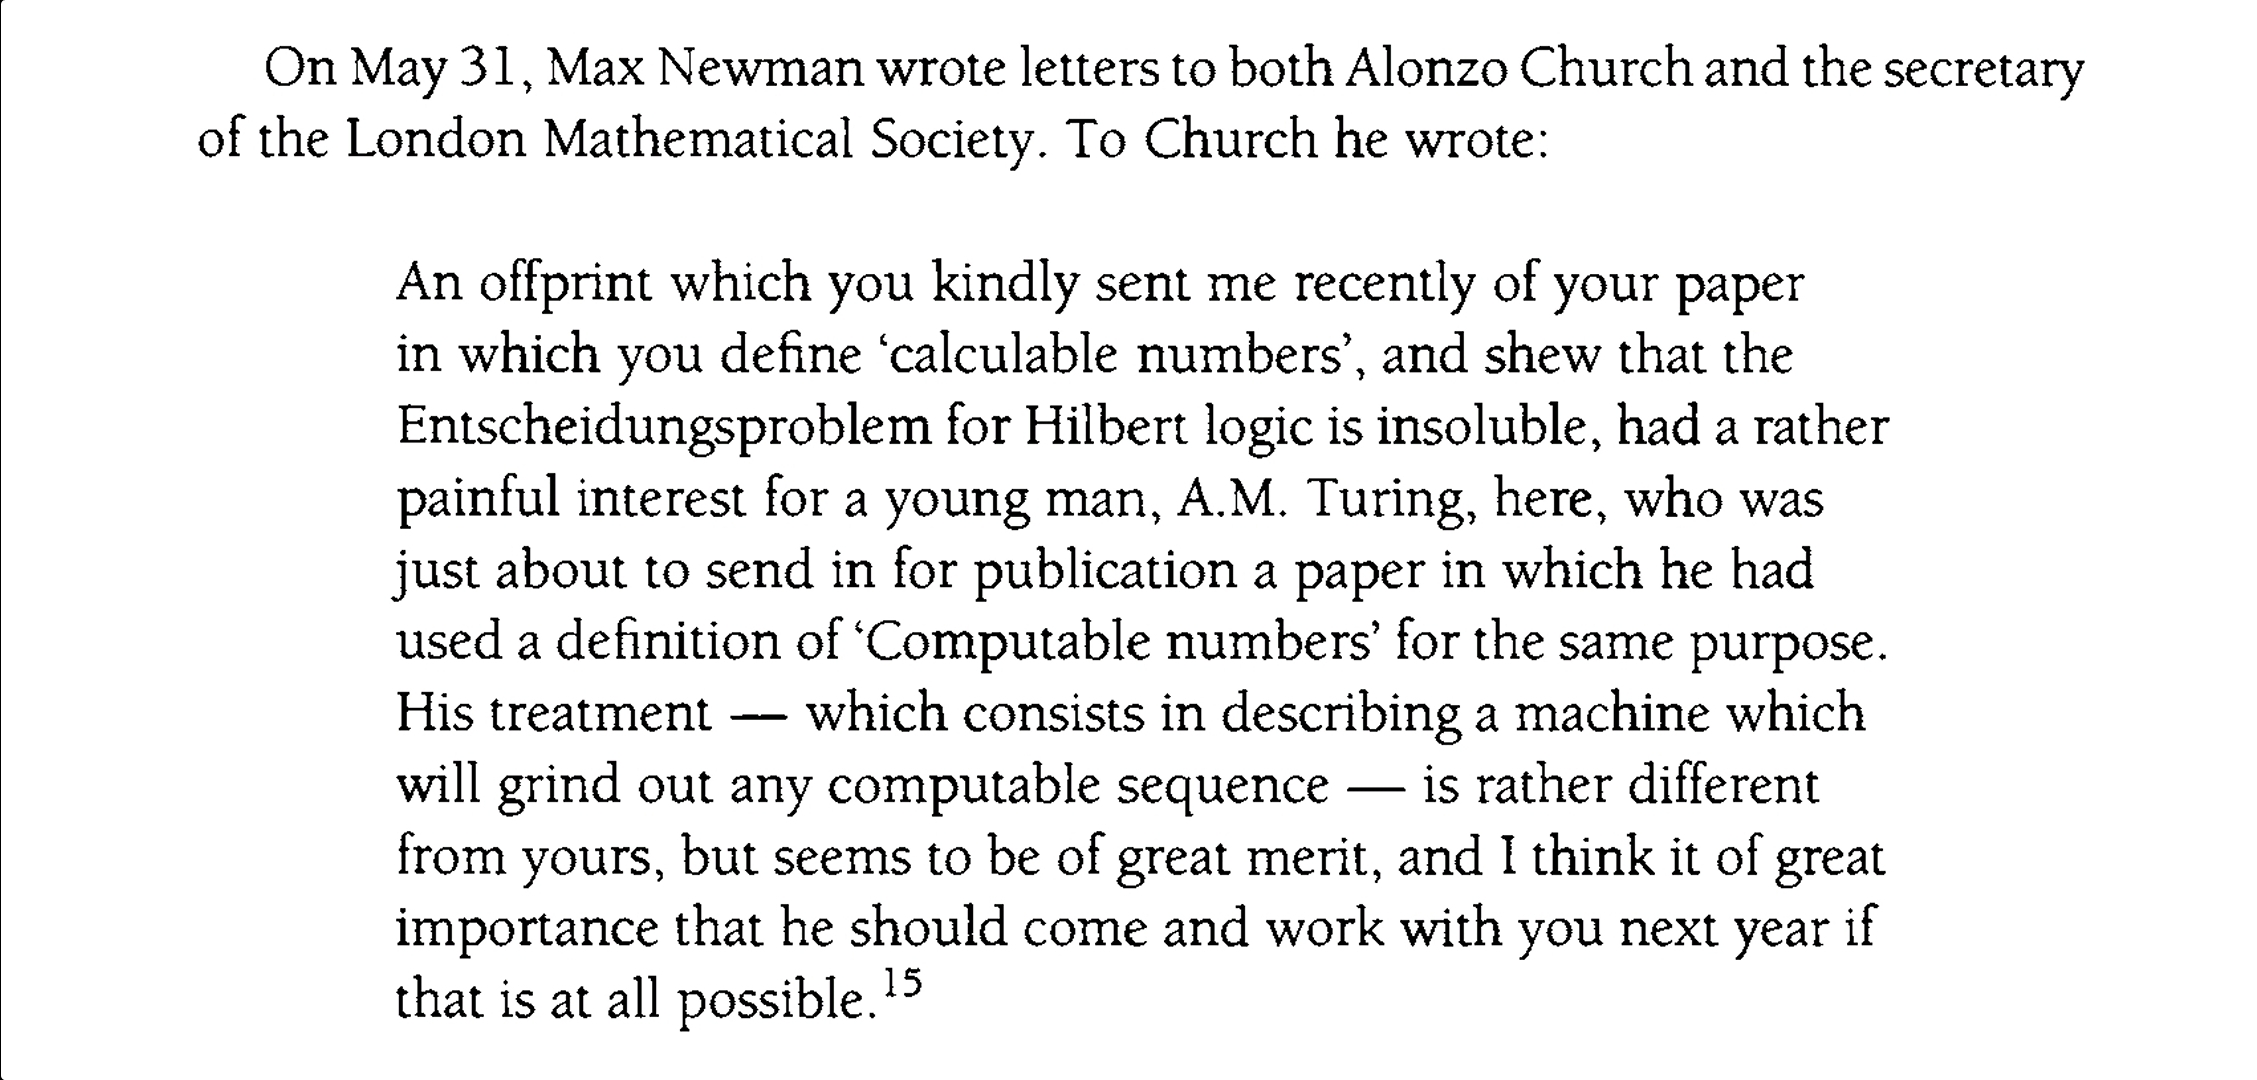 On May 31, Max Newman wrote letters to both Alonzo Church and the secretary
of the London Mathematical Society. To Church he wrote:
An offprint which you kindly sent me recently of your paper
in which you define ‘calculable numbers’, and shew that the
Entscheidungsproblem for Hilbert logic is insoluble, had a rather
painful interest for a young man, A.M. Turing, here, who was
just about to send in for publication a paper in which he had
used a definition of ‘Computable numbers’ for the same purpose.
His treatment — which consists in describing a machine which
will grind out any computable sequence — is rather different
from yours, but seems to be of great merit, and I think it of great
importance that he should come and work with you next year if
that is at all possible.15